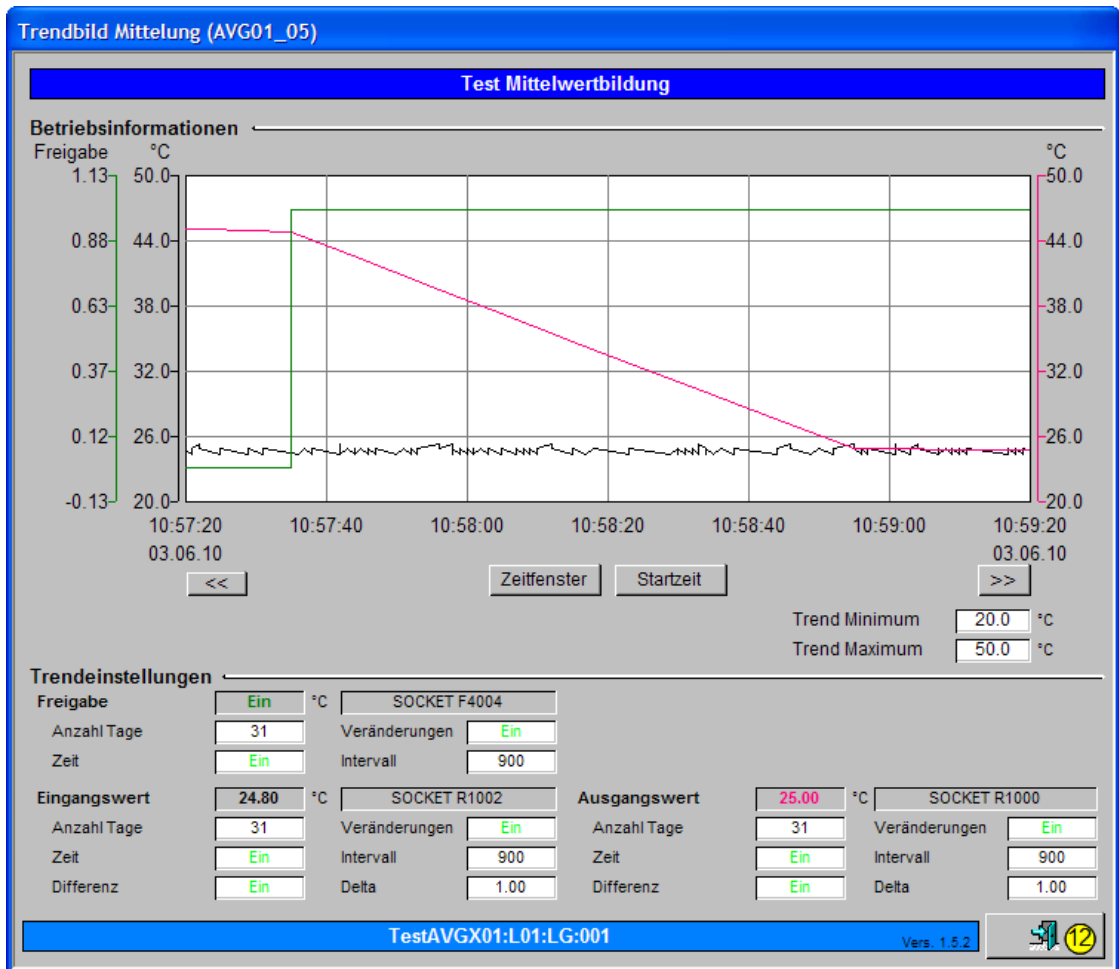 Trendbild Mittelung (AVG01_05)
Test Mittelwertbildung
Betriebsinformationen
Freigabe °C °C
1.13 50.0 50.0
0.88 44.0 44.0
0.63 38.0 38.0
0.37 32.0 32.0
0.12 26.0 26.0
-0.13 20.0 20.0
10:57:20 10:57:40 10:58:00 10:58:20 10:58:40 10:59:00 10:59:20
03.06.10 03.06.10
<< Zeitfenster Startzeit >>
Trend Minimum 20.0 °C
Trend Maximum 50.0 °C
Trendeinstellungen
Freigabe Ein °C SOCKET F4004
Anzahl Tage 31 Veränderungen Ein
Zeit Ein Intervall 900
Eingangswert 24.80 °C SOCKET R1002 Ausgangswert 25.00 °C SOCKET R1000
Anzahl Tage 31 Veränderungen Ein Anzahl Tage 31 Veränderungen Ein
Zeit Ein Intervall 900 Zeit Ein Intervall 900
Differenz Ein Delta 1.00 Differenz Ein Delta 1.00
TestAVGX01:L01:LG:001 Vers. 1.5.2 12